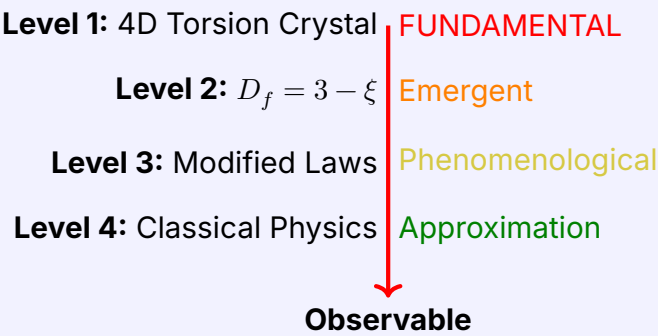 Level 1: 4D Torsion Crystal FUNDAMENTAL
Level 2: D_f = 3 − ξ Emergent
Level 3: Modified Laws Phenomenological
Level 4: Classical Physics Approximation
Observable